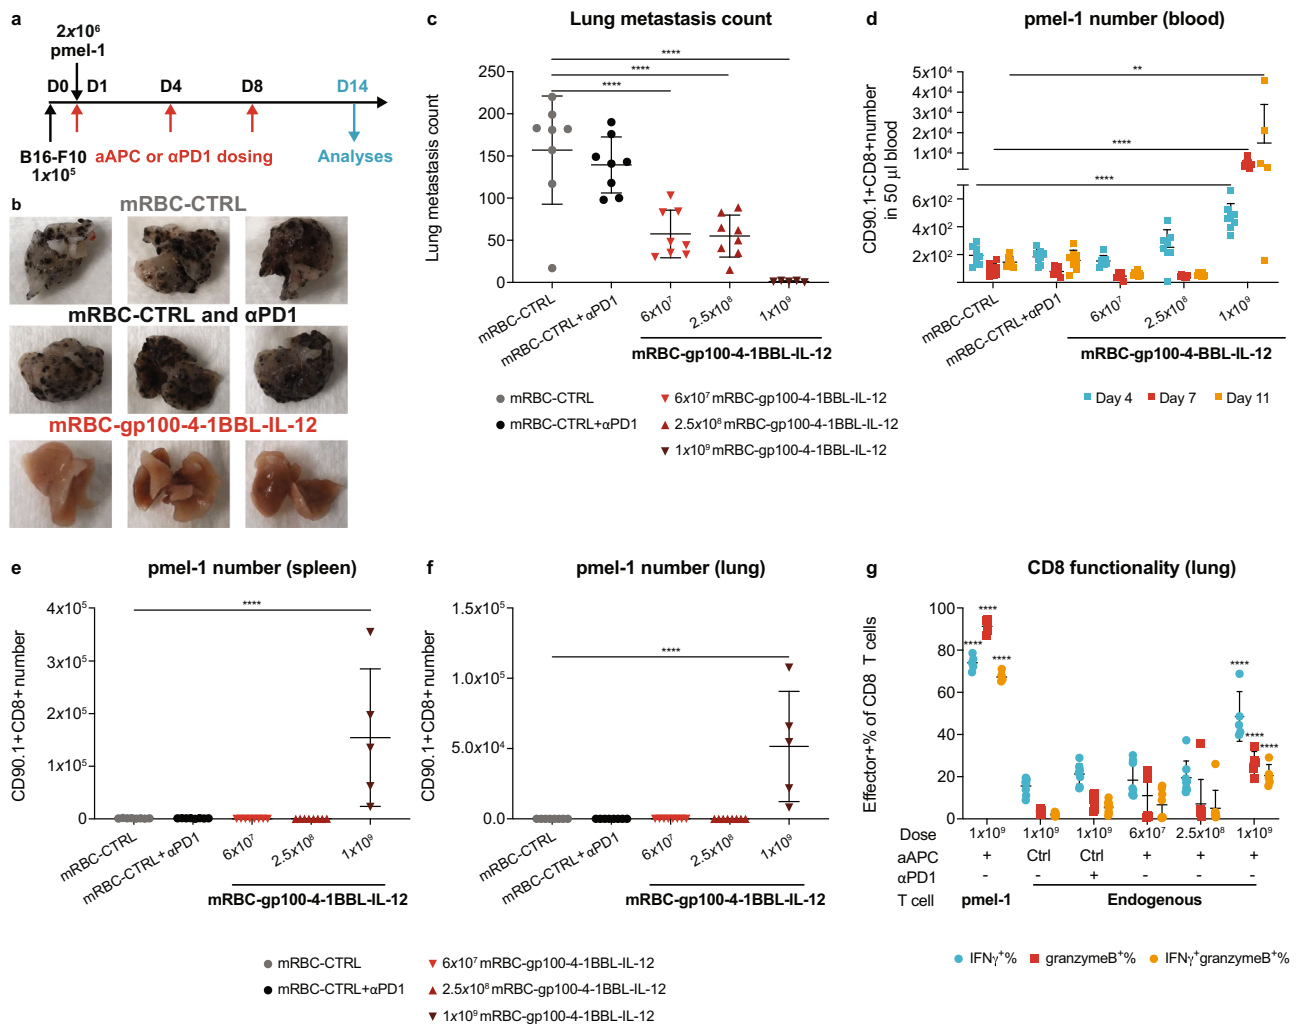 a
2x10⁶
pmel-1
D0 D1 D4 D8 D14
B16-F10
1x10⁵
aAPC or αPD1 dosing
Analyses
b
mRBC-CTRL
mRBC-CTRL and αPD1
mRBC-gp100-4-1BBL-IL-12
c
Lung metastasis count
Lung metastasis count
****
****
****
250
200
150
100
50
0
mRBC-CTRL
mRBC-CTRL+αPD1
6x10⁷
2.5x10⁸
1x10⁹
mRBC-gp100-4-1BBL-IL-12
mRBC-CTRL
mRBC-CTRL+αPD1
6x10⁷ mRBC-gp100-4-1BBL-IL-12
2.5x10⁸ mRBC-gp100-4-1BBL-IL-12
1x10⁹ mRBC-gp100-4-1BBL-IL-12
d
pmel-1 number (blood)
CD90.1+CD8+number
in 50 µl blood
**
****
****
5x10⁴
4x10⁴
5x10⁴
2x10⁴
1x10⁴
6x10²
4x10²
2x10²
mRBC-CTRL
mRBC-CTRL+αPD1
6x10⁷
2.5x10⁸
1x10⁹
mRBC-gp100-4-BBL-IL-12
Day 4 Day 7 Day 11
e
pmel-1 number (spleen)
CD90.1+CD8+number
****
4x10⁵
3x10⁵
2x10⁵
1x10⁵
0
mRBC-CTRL
mRBC-CTRL+αPD1
6x10⁷
2.5x10⁸
1x10⁹
mRBC-gp100-4-1BBL-IL-12
f
pmel-1 number (lung)
CD90.1+CD8+number
****
1.5x10⁵
1.0x10⁵
5.0x10⁴
0.0
mRBC-CTRL
mRBC-CTRL+αPD1
6x10⁷
2.5x10⁸
1x10⁹
mRBC-gp100-4-1BBL-IL-12
mRBC-CTRL
mRBC-CTRL+αPD1
6x10⁷ mRBC-gp100-4-1BBL-IL-12
2.5x10⁸ mRBC-gp100-4-1BBL-IL-12
1x10⁹ mRBC-gp100-4-1BBL-IL-12
g
CD8 functionality (lung)
Effector+% of CD8 T cells
100
80
60
40
20
0
****
****
****
****
****
****
Dose 1x10⁹ 1x10⁹ 1x10⁹ 6x10⁷ 2.5x10⁸ 1x10⁹
aAPC + Ctrl Ctrl + + +
αPD1 - - + - - -
T cell pmel-1 Endogenous
IFNγ⁺% granzymeB⁺% IFNγ⁺granzymeB⁺%